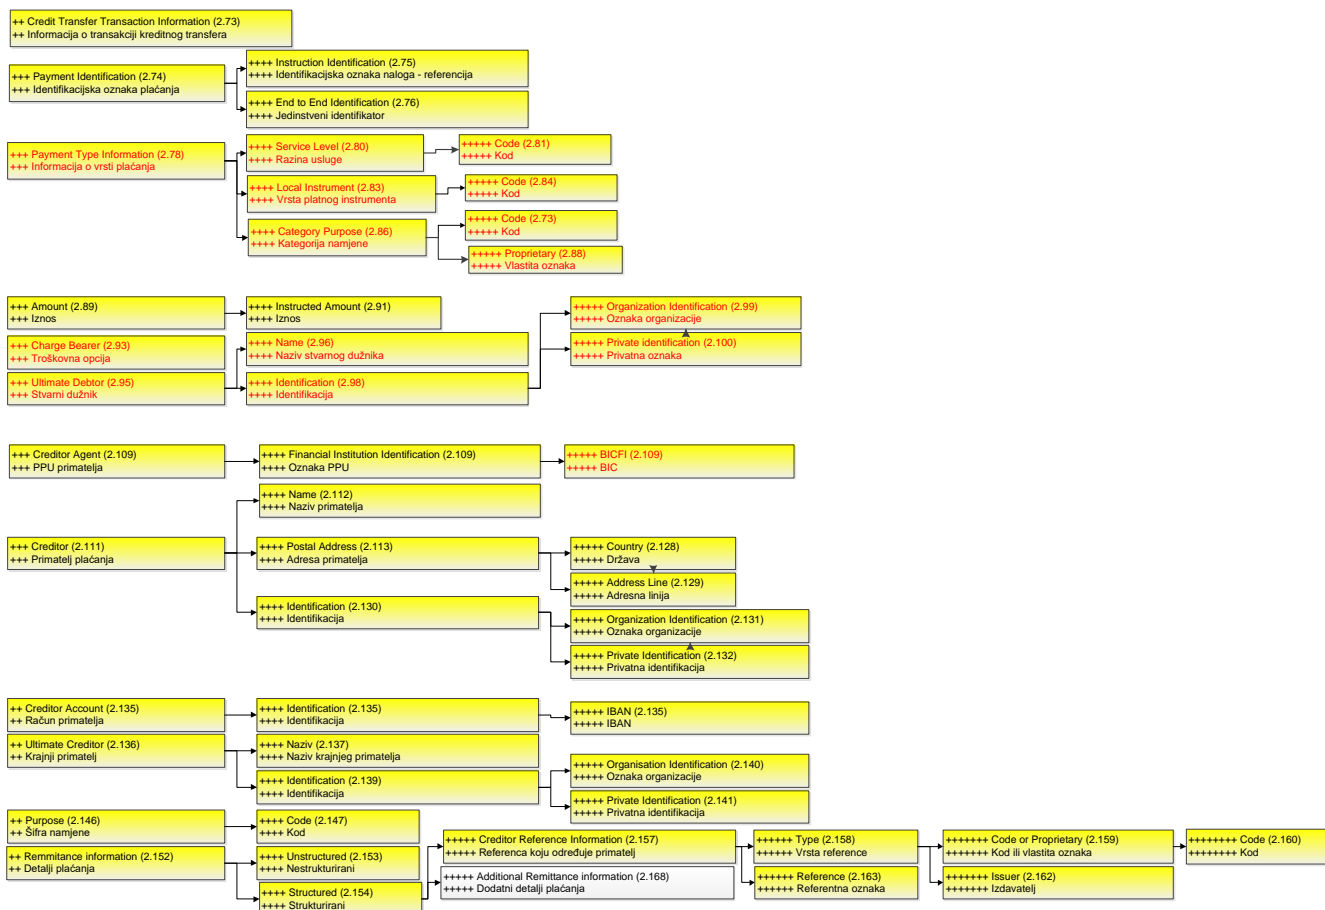 ++ Credit Transfer Transaction Information (2.73)
++ Informacija o transakciji kreditnog transfera
+++ Payment Identification (2.74)
+++ Identifikacijska oznaka plaćanja
++++ Instruction Identification (2.75)
++++ Identifikacijska oznaka naloga - referencija
++++ End to End Identification (2.76)
++++ Jedinstveni identifikator
+++ Payment Type Information (2.78)
+++ Informacija o vrsti plaćanja
++++ Service Level (2.80)
++++ Razina usluge
+++++ Code (2.81)
+++++ Kod
++++ Local Instrument (2.83)
++++ Vrsta platnog instrumenta
+++++ Code (2.84)
+++++ Kod
++++ Category Purpose (2.86)
++++ Kategorija namjene
+++++ Code (2.73)
+++++ Kod
+++++ Proprietary (2.88)
+++++ Vlastita oznaka
+++ Amount (2.89)
+++ Iznos
++++ Instructed Amount (2.91)
++++ Iznos
+++ Charge Bearer (2.93)
+++ Troškovna opcija
+++ Ultimate Debtor (2.95)
+++ Stvarni dužnik
++++ Name (2.96)
++++ Naziv stvarnog dužnika
++++ Identification (2.98)
++++ Identifikacija
+++++ Organization Identification (2.99)
+++++ Oznaka organizacije
+++++ Private identification (2.100)
+++++ Privatna oznaka
+++ Creditor Agent (2.109)
+++ PPU primatelja
++++ Financial Institution Identification (2.109)
++++ Oznaka PPU
+++++ BICFI (2.109)
+++++ BIC
+++ Creditor (2.111)
+++ Primatelj plaćanja
++++ Name (2.112)
++++ Naziv primatelja
++++ Postal Address (2.113)
++++ Adresa primatelja
+++++ Country (2.128)
+++++ Država
+++++ Address Line (2.129)
+++++ Adresna linija
++++ Identification (2.130)
++++ Identifikacija
+++++ Organization Identification (2.131)
+++++ Oznaka organizacije
+++++ Private Identification (2.132)
+++++ Privatna identifikacija
++ Creditor Account (2.135)
++ Račun primatelja
++++ Identification (2.135)
++++ Identifikacija
+++++ IBAN (2.135)
+++++ IBAN
++ Ultimate Creditor (2.136)
++ Krajnji primatelj
++++ Naziv (2.137)
++++ Naziv krajnjeg primatelja
++++ Identification (2.139)
++++ Identifikacija
+++++ Organisation Identification (2.140)
+++++ Oznaka organizacije
+++++ Private Identification (2.141)
+++++ Privatna identifikacija
++ Purpose (2.146)
++ Šifra namjene
++++ Code (2.147)
++++ Kod
++ Remmitance information (2.152)
++ Detalji plaćanja
++++ Unstructured (2.153)
++++ Nestrukturirani
++++ Structured (2.154)
++++ Strukturirani
+++++ Creditor Reference Information (2.157)
+++++ Referenca koju određuje primatelj
+++++ Additional Remittance information (2.168)
+++++ Dodatni detalji plaćanja
++++++ Type (2.158)
++++++ Vrsta reference
++++++ Reference (2.163)
++++++ Referentna oznaka
+++++++ Code or Proprietary (2.159)
+++++++ Kod ili vlastita oznaka
+++++++ Issuer (2.162)
+++++++ Izdavatelj
++++++++ Code (2.160)
++++++++ Kod